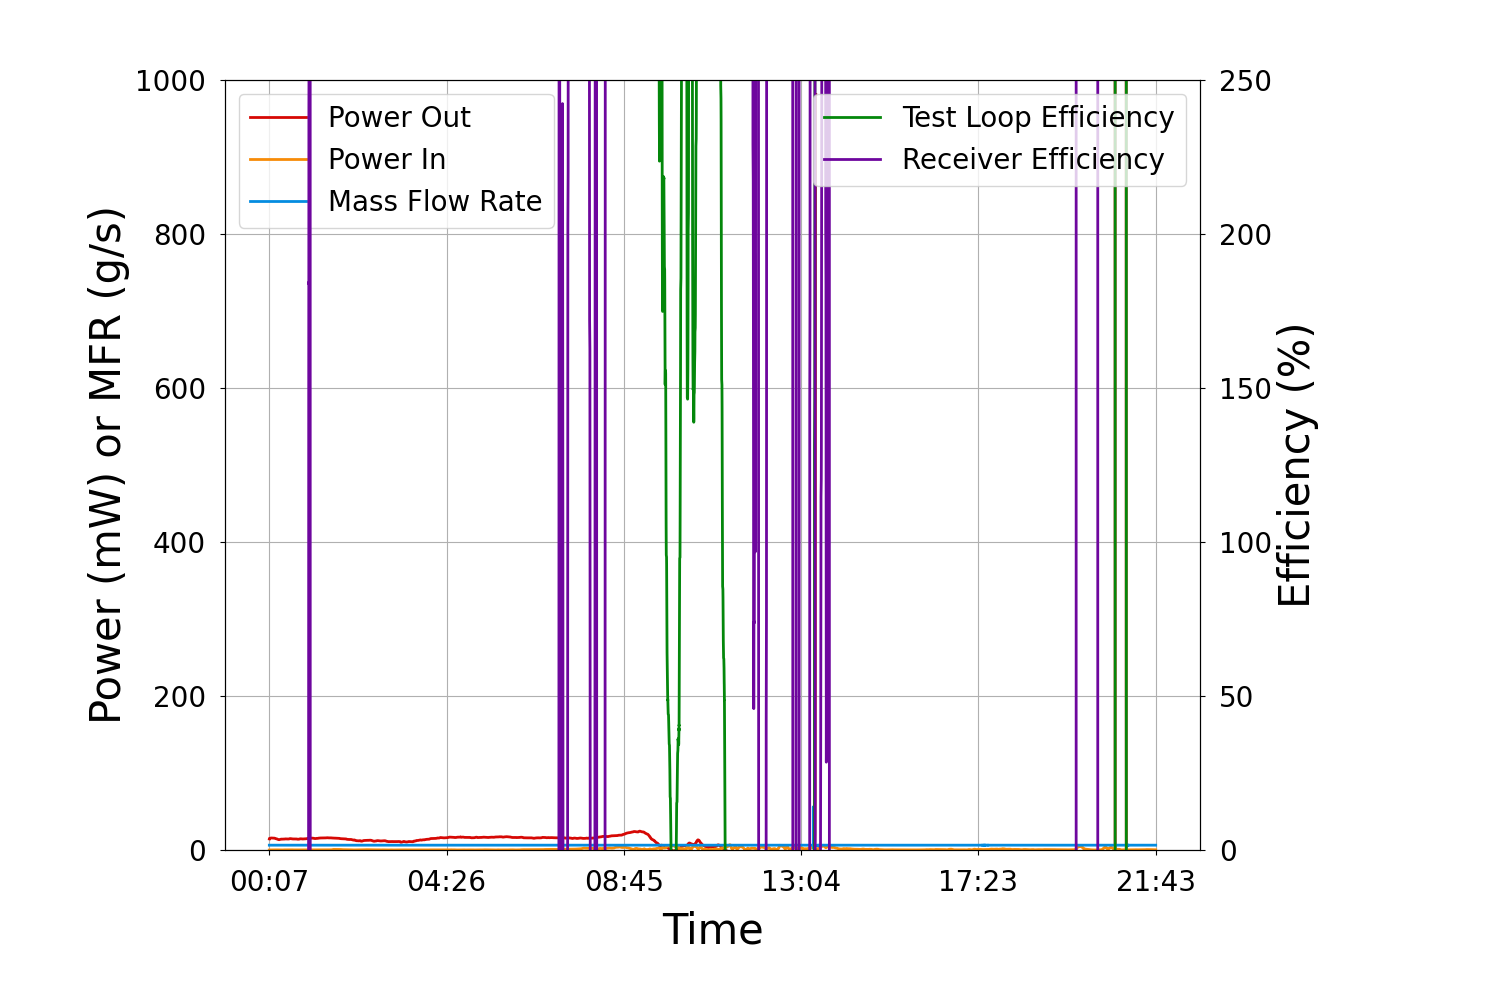 1000
800
600
400
200
0
Power (mW) or MFR (g/s)
Power Out
Power In
Mass Flow Rate
Test Loop Efficiency
Receiver Efficiency
250
200
150
100
50
0
Efficiency (%)
00:07
04:26
08:45
13:04
17:23
21:43
Time